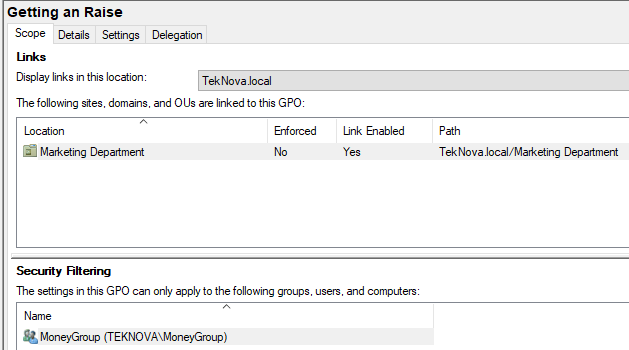 Getting an Raise
Scope Details Settings Delegation
Links
Display links in this location: TekNova.local
The following sites, domains, and OUs are linked to this GPO:
Location Enforced Link Enabled Path
Marketing Department No Yes TekNova.local/Marketing Department
Security Filtering
The settings in this GPO can only apply to the following groups, users, and computers:
Name
MoneyGroup (TEKNOVA\MoneyGroup)